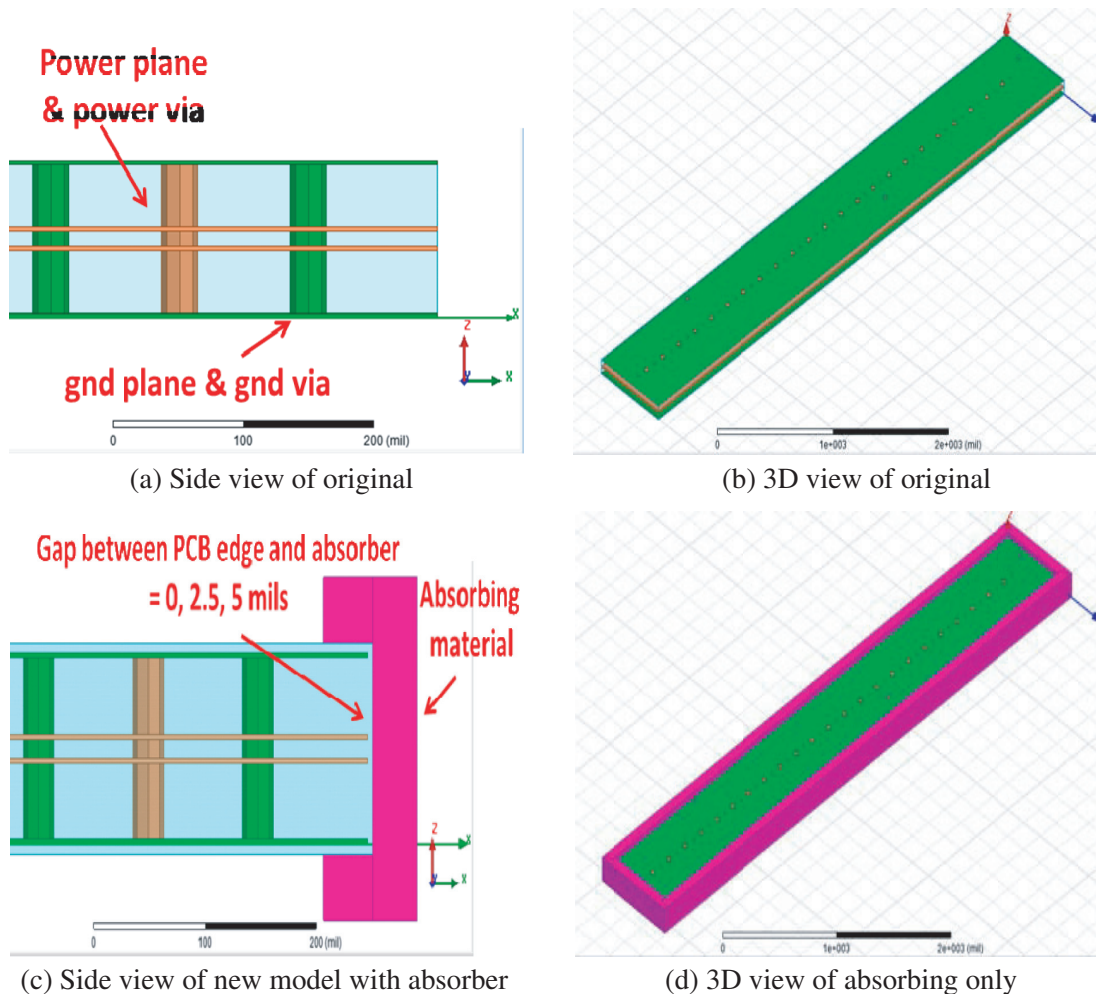 Power plane
& power via
gnd plane & gnd via
X
Z
X
0 100 200 (mil)
(a) Side view of original
Z
0 1e+003 2e+003 (mil)
(b) 3D view of original
Gap between PCB edge and absorber
= 0, 2.5, 5 mils
Absorbing
material
X
Z
X
0 100 200 (mil)
(c) Side view of new model with absorber
0 1e+003 2e+003 (mil)
(d) 3D view of absorbing only